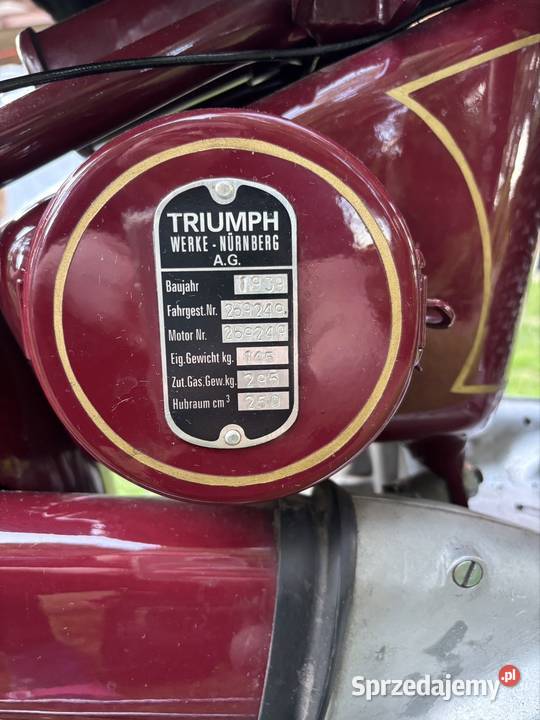 TRIUMPH
WERKE - NÜRNBERG
A.G.
Baujahr 1939
Fahrgest.Nr. 259249
Motor Nr. 259249
Eig.Gewicht kg. 145
Zut.Gas.Gew.kg. 295
Hubraum cm³ 250
Sprzedajemy.pl